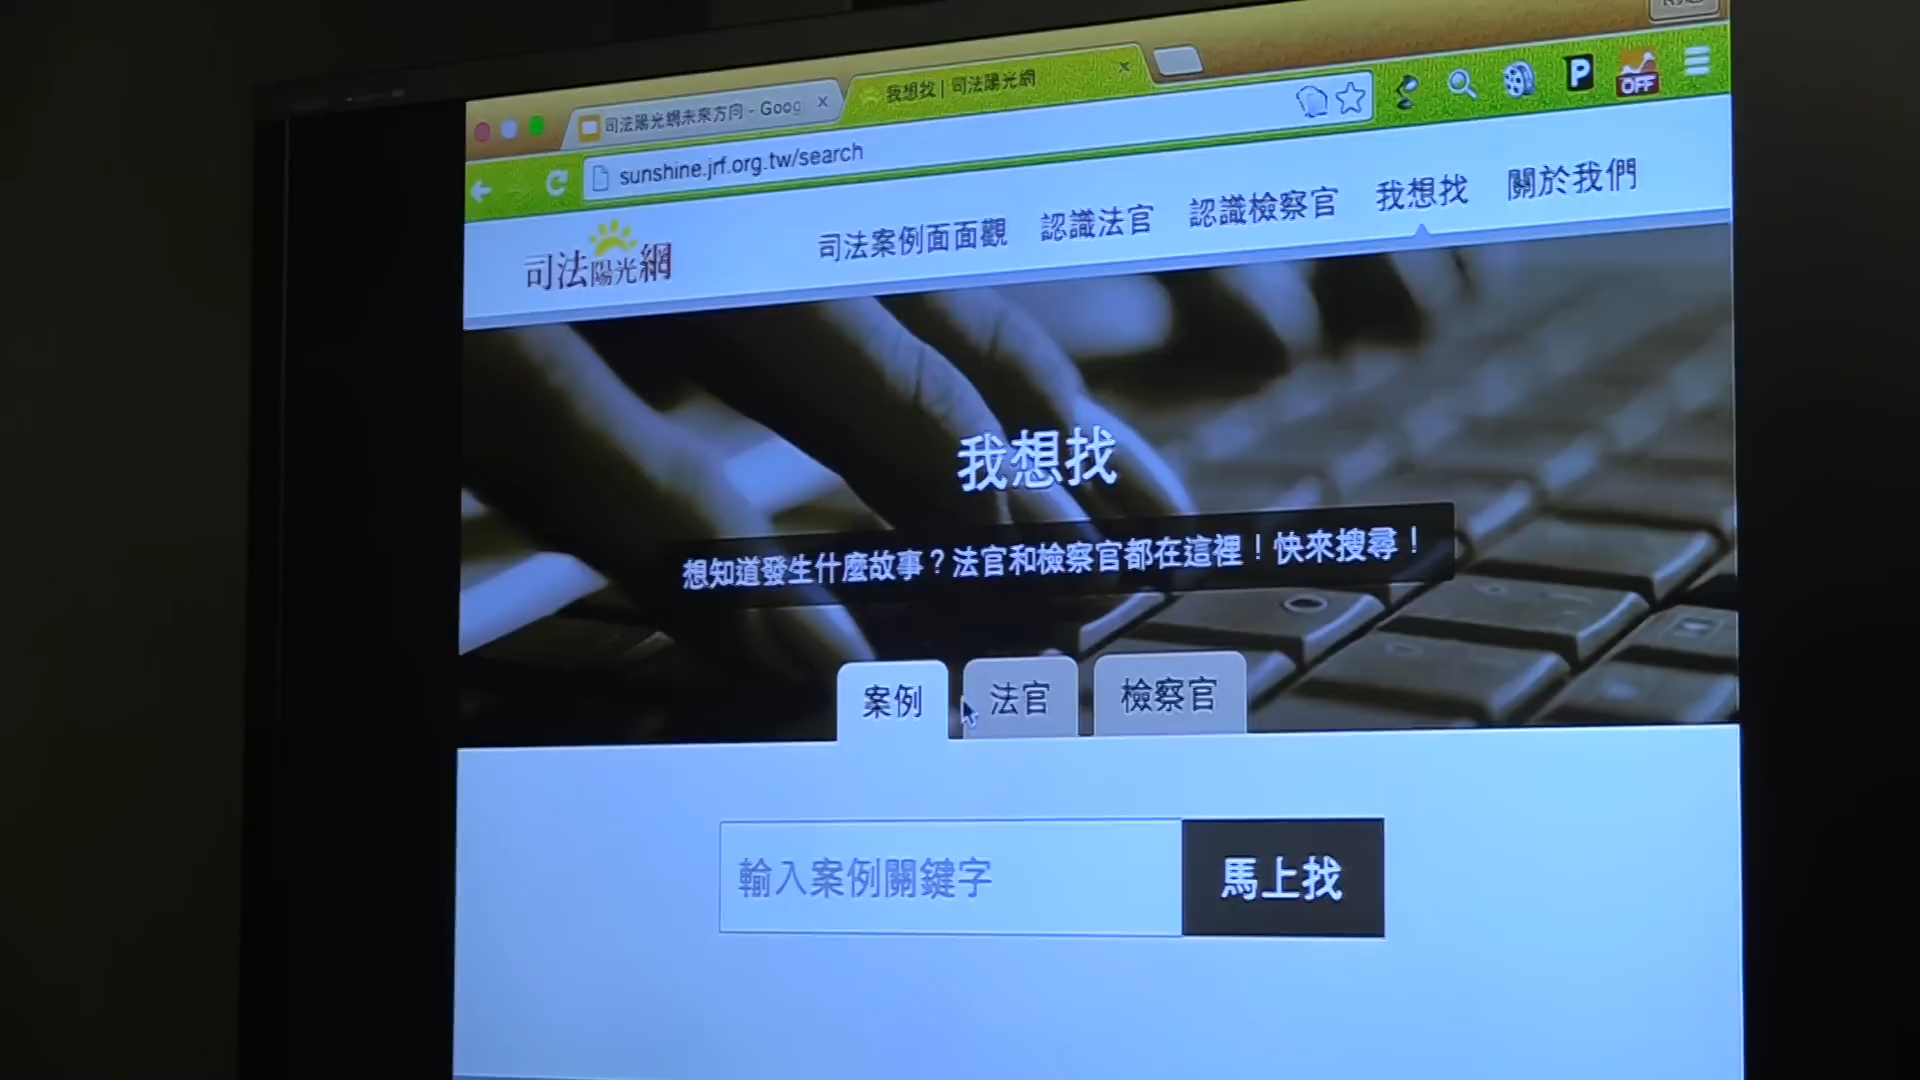 司法陽光網未來方向 - Goog
我想找 | 司法陽光網
sunshine.jrf.org.tw/search
OFF
司法陽光網
司法案例面面觀 認識法官 認識檢察官 我想找 關於我們
我想找
想知道發生什麼故事？法官和檢察官都在這裡！快來搜尋！
案例 法官 檢察官
輸入案例關鍵字
馬上找